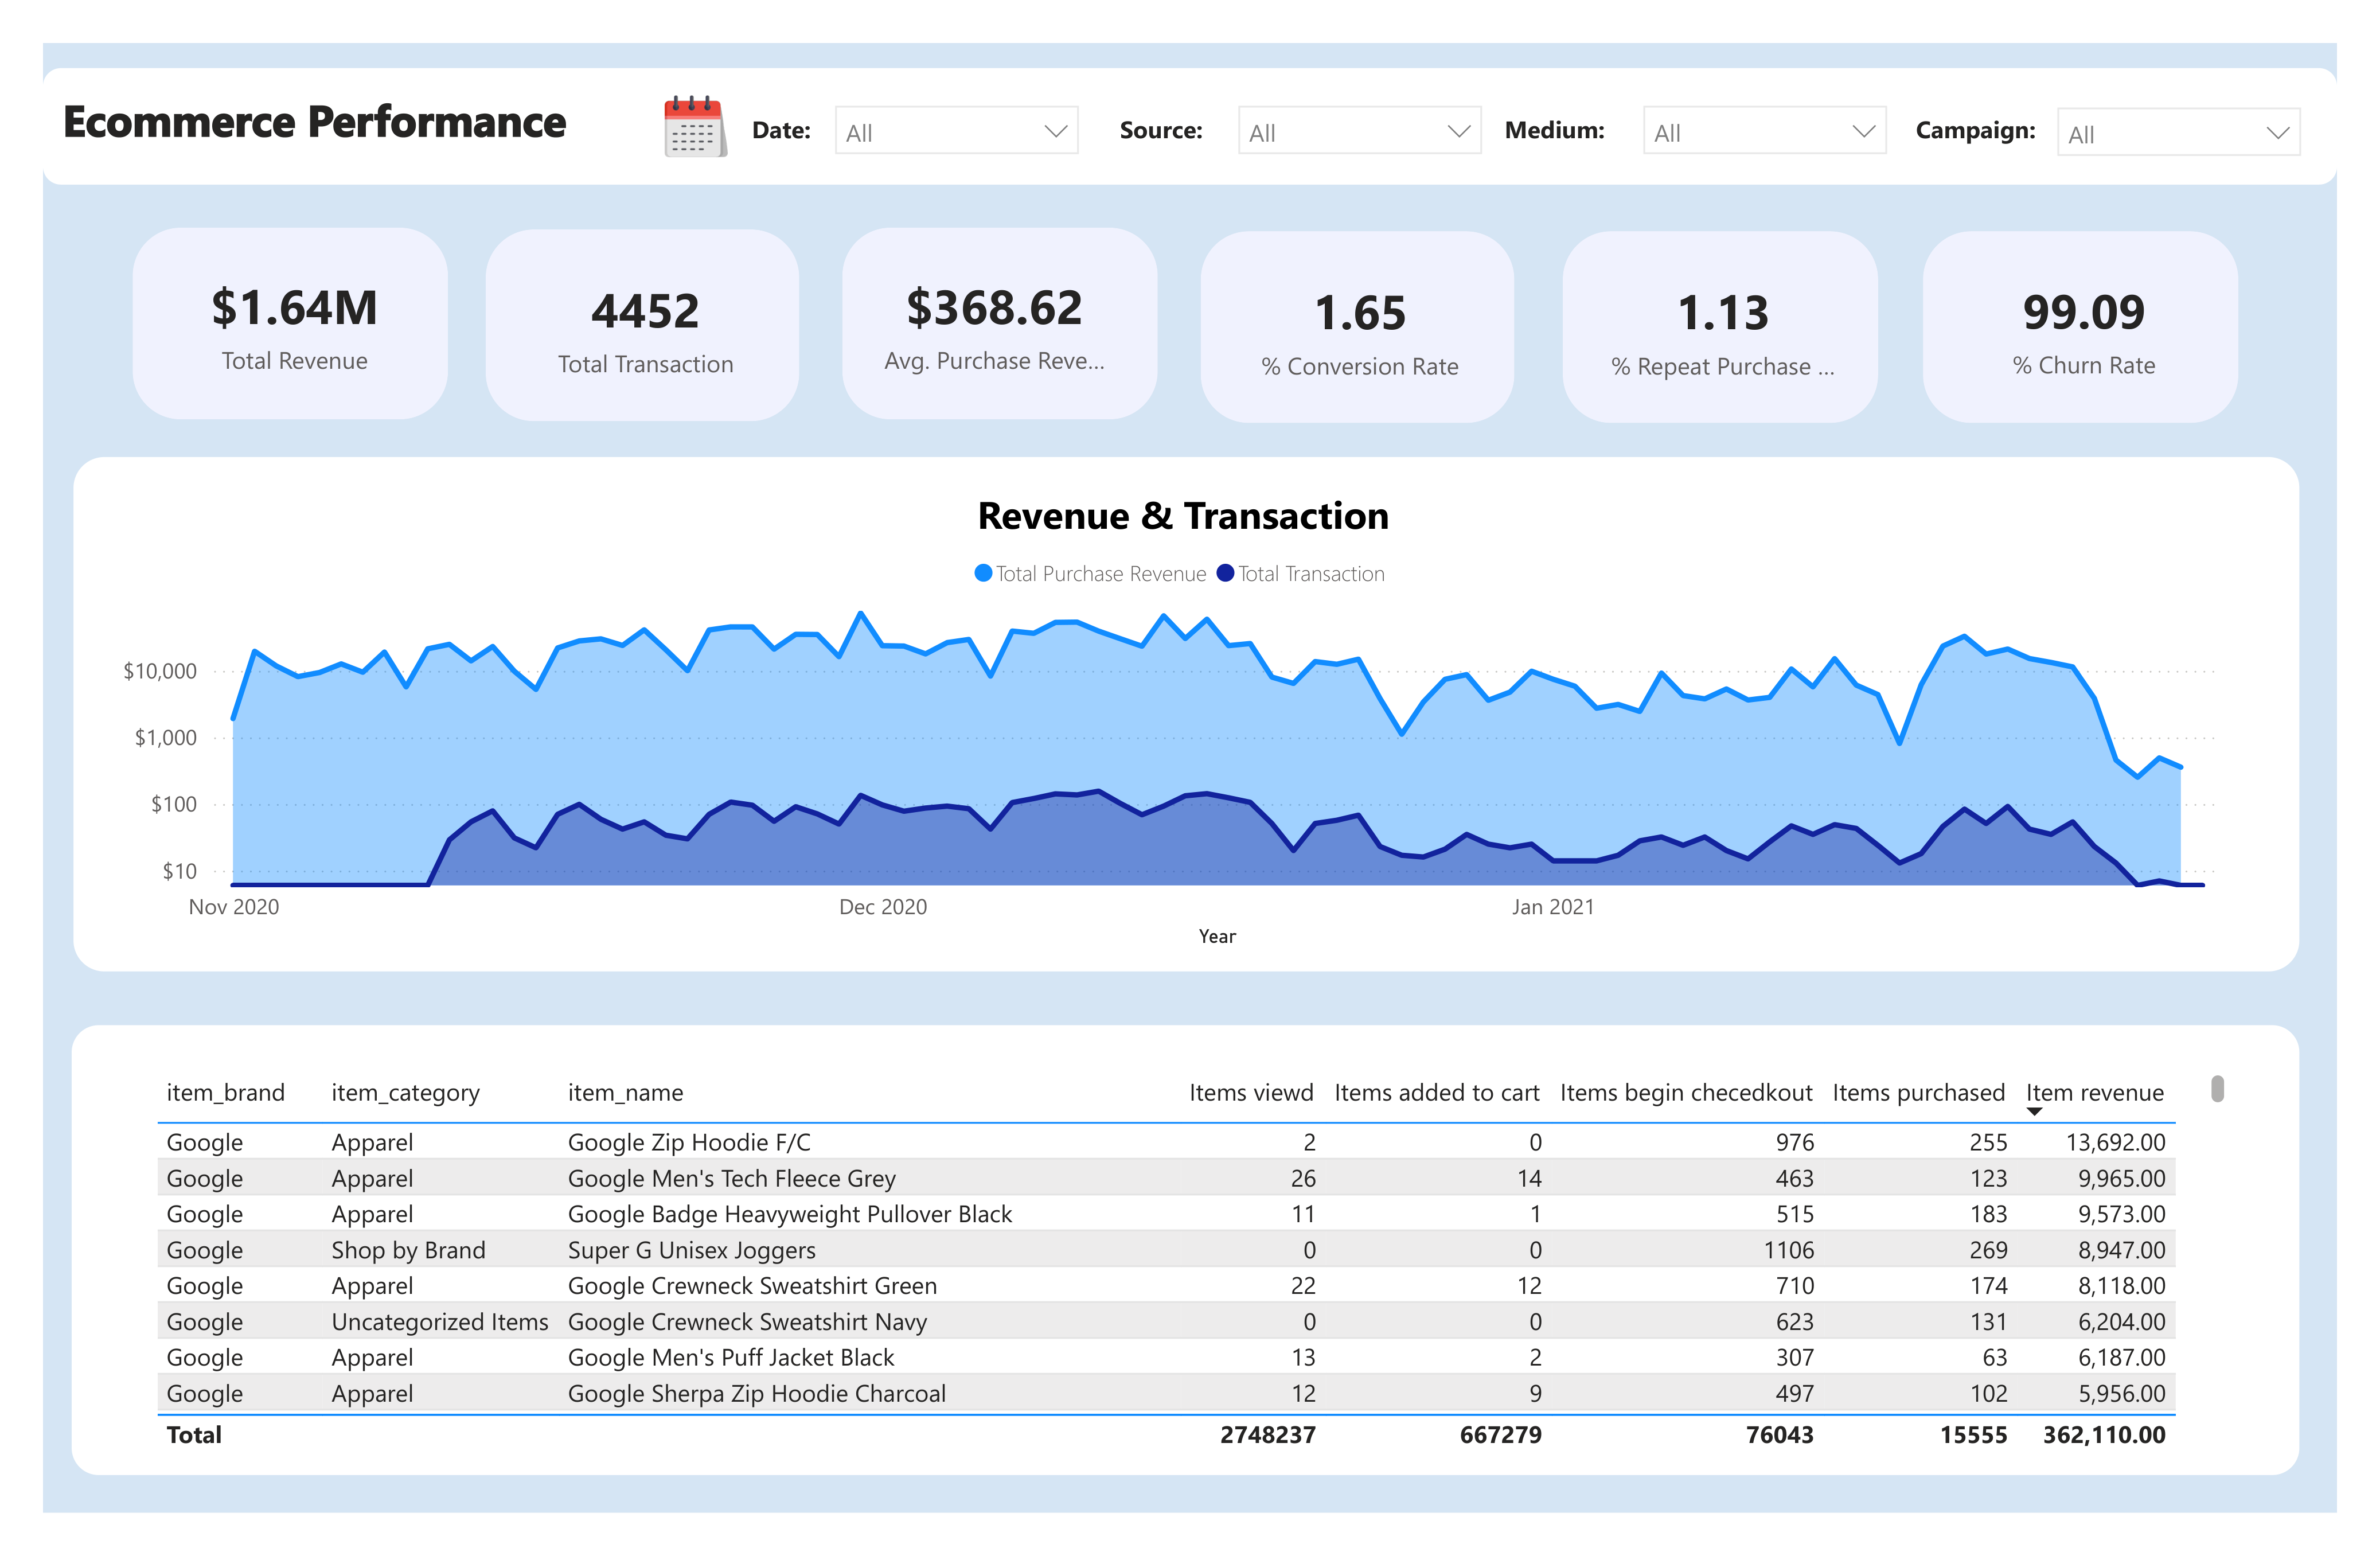 Ecommerce Performance
Date: All Source: All Medium: All Campaign: All
$1.64M 4452 $368.62 1.65 1.13 99.09
Total Revenue Total Transaction Avg. Purchase Reve... % Conversion Rate % Repeat Purchase ... % Churn Rate
Revenue & Transaction
Total Purchase Revenue Total Transaction
$10,000
$1,000
$100
$10
Nov 2020 Dec 2020 Jan 2021
Year
item_brand item_category item_name Items viewd Items added to cart Items begin checedkout Items purchased Item revenue
Google Apparel Google Zip Hoodie F/C 2 0 976 255 13,692.00
Google Apparel Google Men's Tech Fleece Grey 26 14 463 123 9,965.00
Google Apparel Google Badge Heavyweight Pullover Black 11 1 515 183 9,573.00
Google Shop by Brand Super G Unisex Joggers 0 0 1106 269 8,947.00
Google Apparel Google Crewneck Sweatshirt Green 22 12 710 174 8,118.00
Google Uncategorized Items Google Crewneck Sweatshirt Navy 0 0 623 131 6,204.00
Google Apparel Google Men's Puff Jacket Black 13 2 307 63 6,187.00
Google Apparel Google Sherpa Zip Hoodie Charcoal 12 9 497 102 5,956.00
Total 2748237 667279 76043 15555 362,110.00